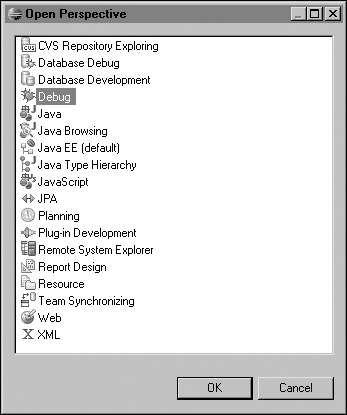 Open Perspective
CVS Repository Exploring
Database Debug
Database Development
Debug
Java
Java Browsing
Java EE (default)
Java Type Hierarchy
JavaScript
JPA
Planning
Plug-in Development
Remote System Explorer
Report Design
Resource
Team Synchronizing
Web
XML
OK
Cancel